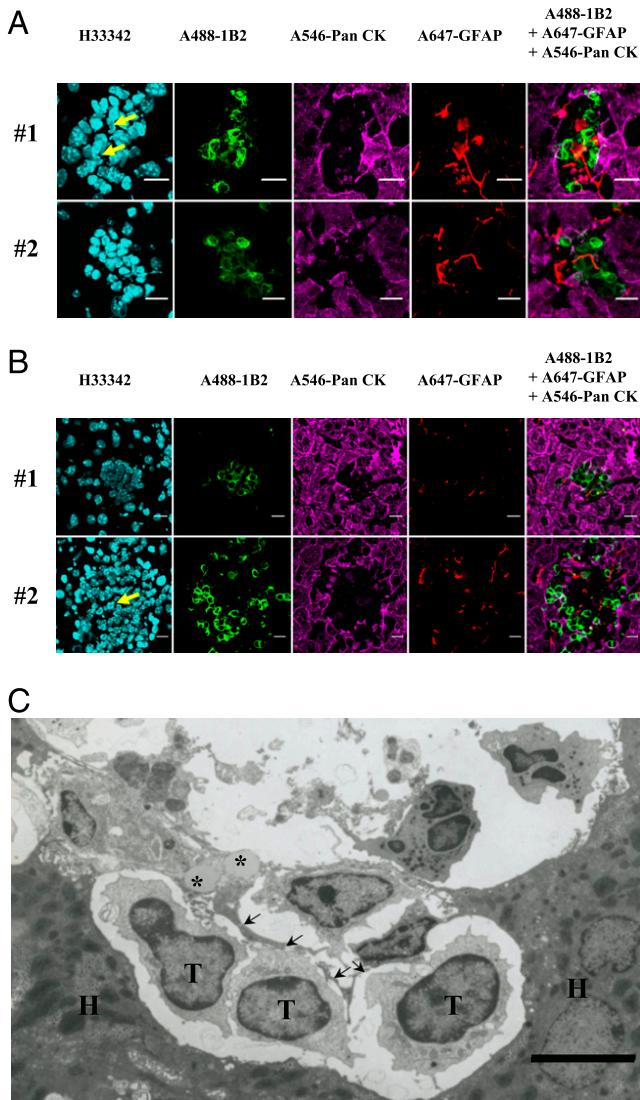 A
H33342 A488-1B2 A546-Pan CK A647-GFAP A488-1B2
+ A647-GFAP
+ A546-Pan CK
#1
#2
B
H33342 A488-1B2 A546-Pan CK A647-GFAP A488-1B2
+ A647-GFAP
+ A546-Pan CK
#1
#2
C
* *
T T T
H H